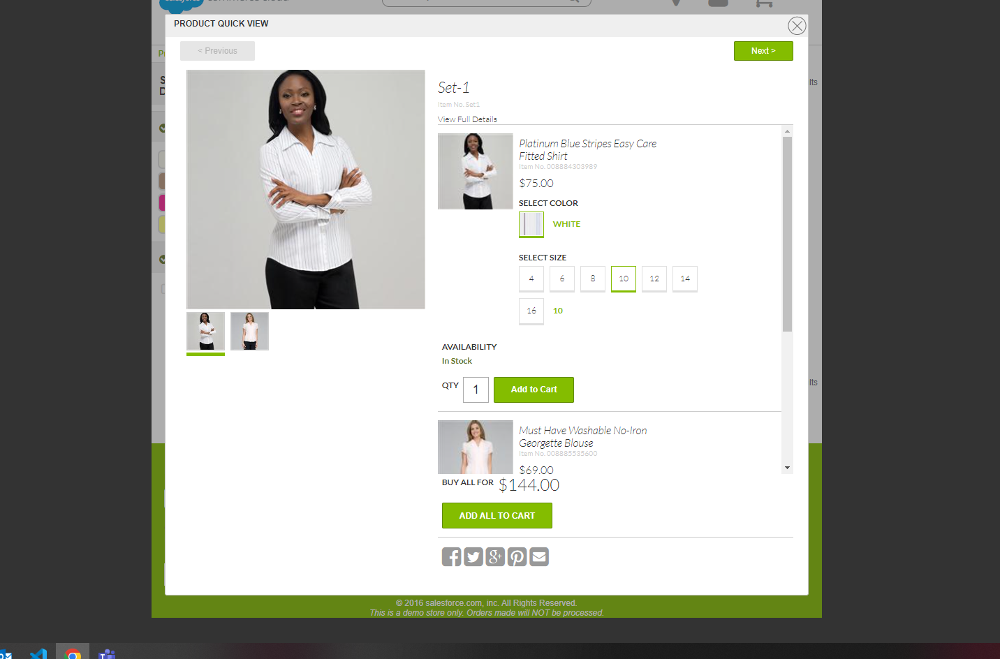 salesforce commerce cloud
PRODUCT QUICK VIEW
< Previous
Next >
Set-1
Item No. Set1
View Full Details
Platinum Blue Stripes Easy Care
Fitted Shirt
Item No. 008884303989
$75.00
SELECT COLOR
WHITE
SELECT SIZE
4 6 8 10 12 14
16 10
AVAILABILITY
In Stock
QTY 1 Add to Cart
Must Have Washable No-Iron
Georgette Blouse
Item No. 008885535600
$69.00
BUY ALL FOR $144.00
ADD ALL TO CART
© 2016 salesforce.com, inc. All Rights Reserved.
This is a demo store only. Orders made will NOT be processed.